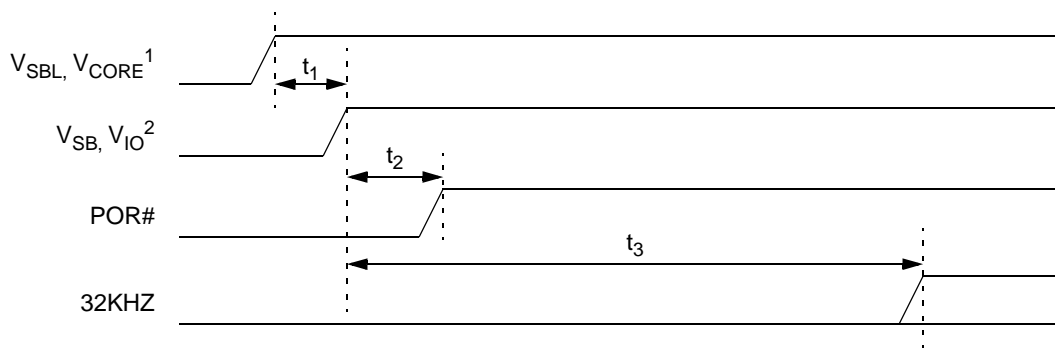 V_SBL, V_CORE^1
t_1
V_SB, V_IO^2
t_2
POR#
t_3
32KHZ